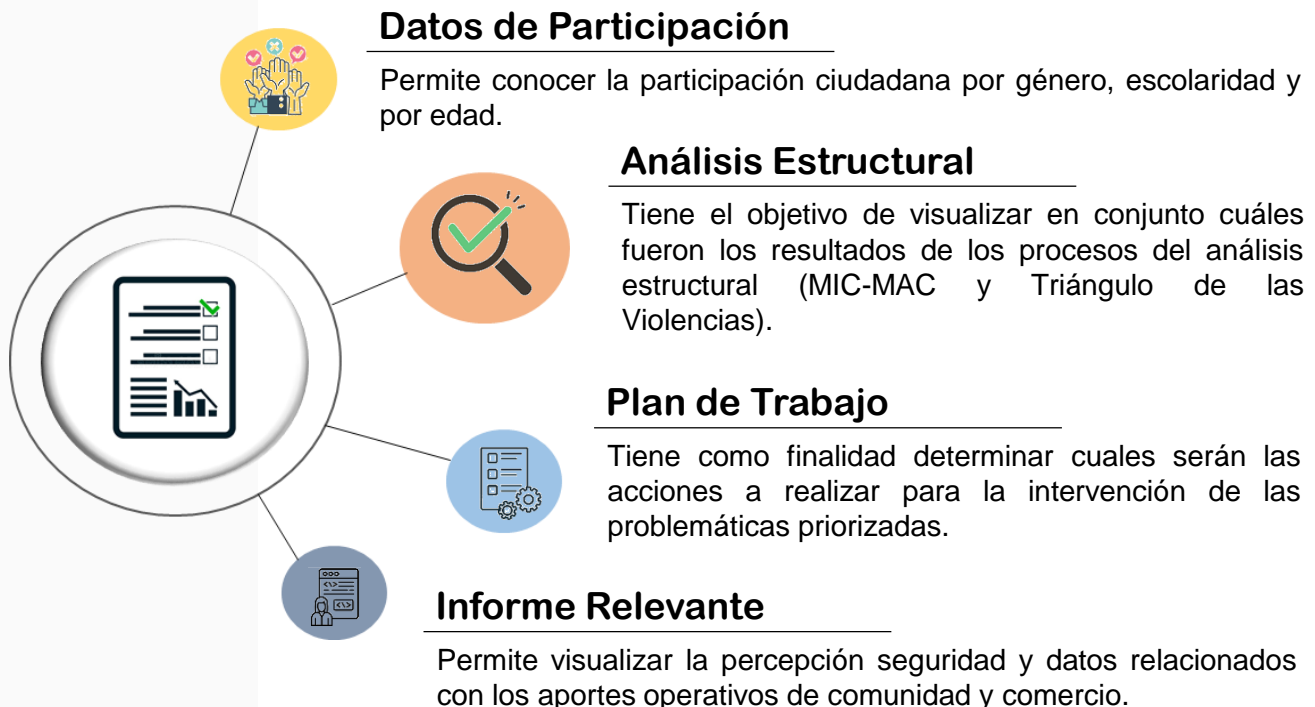 Datos de Participación
Permite conocer la participación ciudadana por género, escolaridad y
por edad.
Análisis Estructural
Tiene el objetivo de visualizar en conjunto cuáles
fueron los resultados de los procesos del análisis
estructural (MIC-MAC y Triángulo de las
Violencias).
Plan de Trabajo
Tiene como finalidad determinar cuales serán las
acciones a realizar para la intervención de las
problemáticas priorizadas.
Informe Relevante
Permite visualizar la percepción seguridad y datos relacionados
con los aportes operativos de comunidad y comercio.